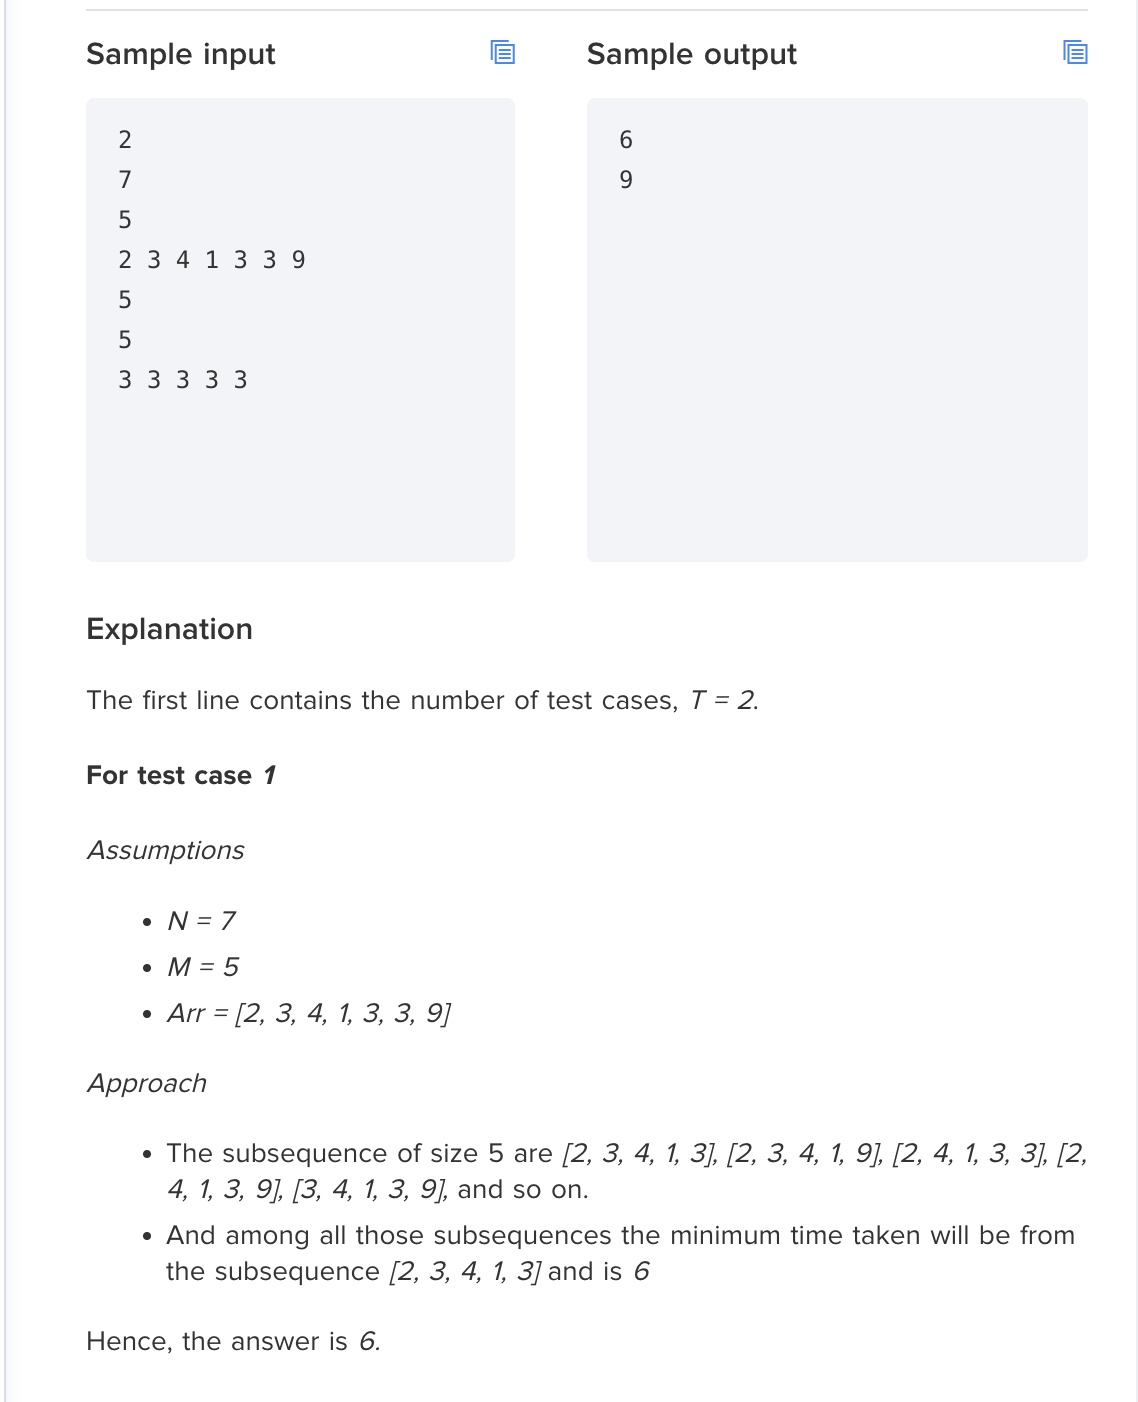 Sample input
Sample output
2
7
5
2 3 4 1 3 3 9
5
5
3 3 3 3 3
6
9
Explanation
The first line contains the number of test cases, T = 2.
For test case 1
Assumptions
• N = 7
• M = 5
• Arr = [2, 3, 4, 1, 3, 3, 9]
Approach
• The subsequence of size 5 are [2, 3, 4, 1, 3], [2, 3, 4, 1, 9], [2, 4, 1, 3, 3], [2,
4, 1, 3, 9], [3, 4, 1, 3, 9], and so on.
• And among all those subsequences the minimum time taken will be from
the subsequence [2, 3, 4, 1, 3] and is 6
Hence, the answer is 6.